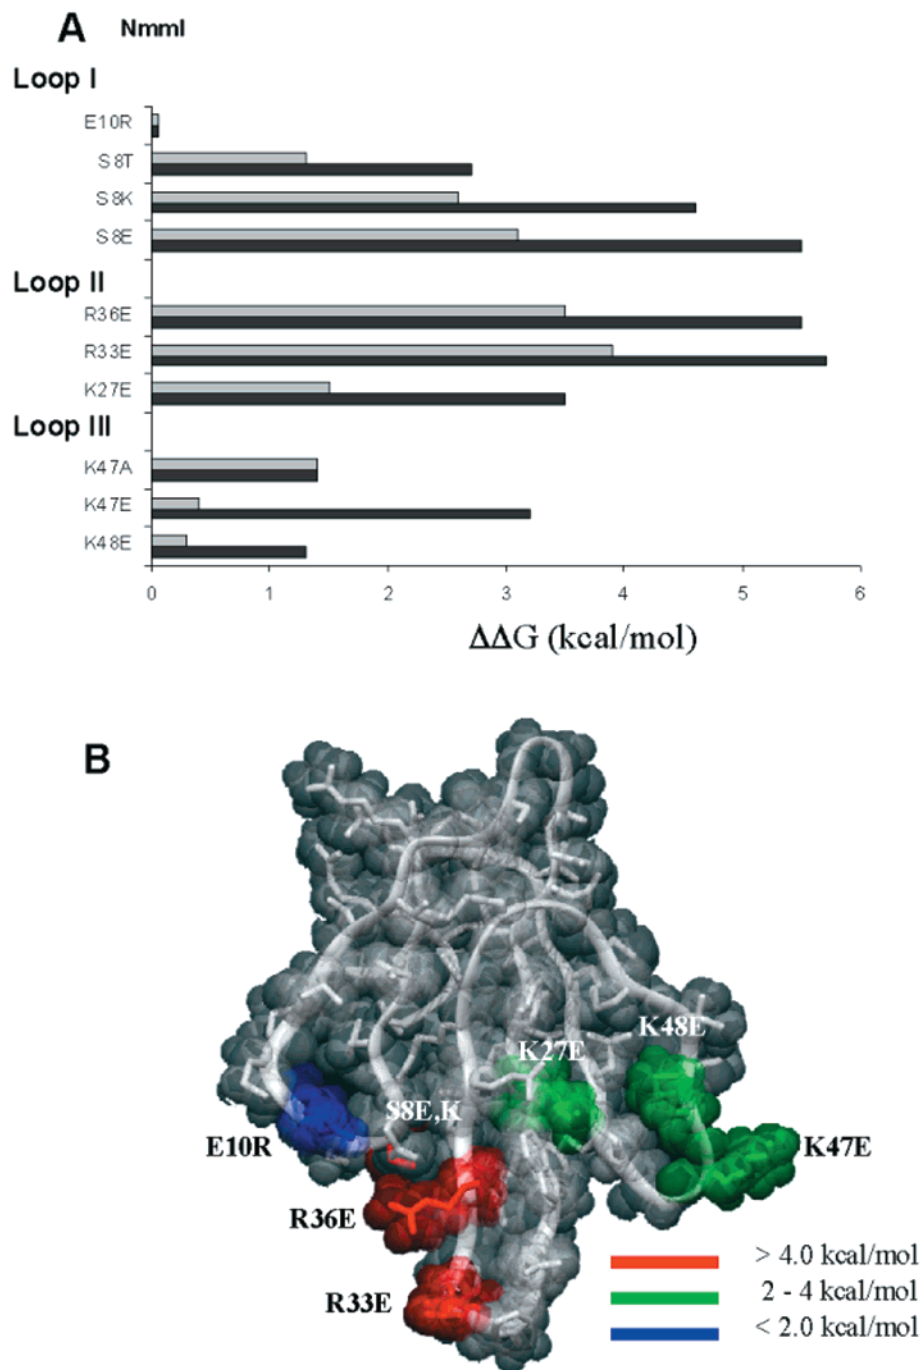 A NmmI
Loop I
E10R
S8T
S8K
S8E
Loop II
R36E
R33E
K27E
Loop III
K47A
K47E
K48E
0 1 2 3 4 5 6
ΔΔG (kcal/mol)
B
K48E
K27E
S8E,K
E10R
K47E
R36E
R33E
> 4.0 kcal/mol
2 - 4 kcal/mol
< 2.0 kcal/mol